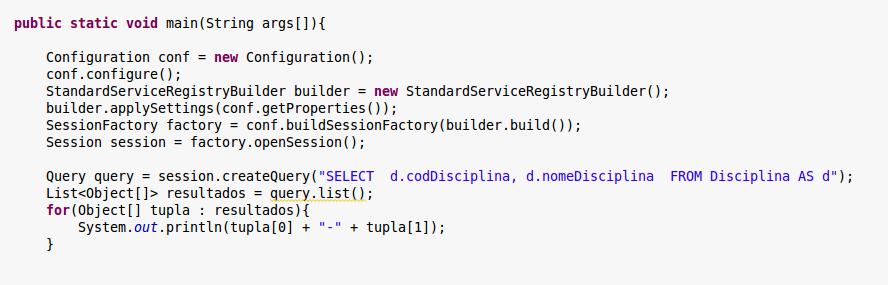 public static void main(String args[]){
Configuration conf = new Configuration();
conf.configure();
StandardServiceRegistryBuilder builder = new StandardServiceRegistryBuilder();
builder.applySettings(conf.getProperties());
SessionFactory factory = conf.buildSessionFactory(builder.build());
Session session = factory.openSession();
Query query = session.createQuery("SELECT  d.codDisciplina, d.nomeDisciplina  FROM Disciplina AS d");
List<Object[]> resultados = query.list();
for(Object[] tupla : resultados){
System.out.println(tupla[0] + "-" + tupla[1]);
}